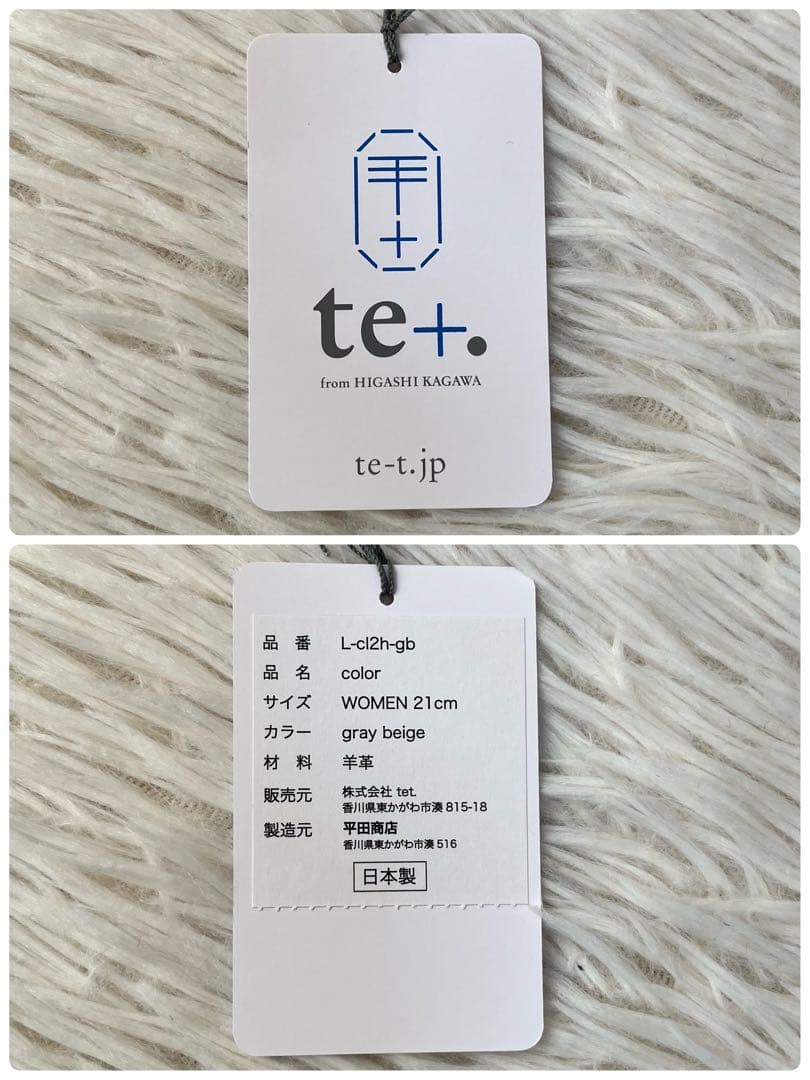 te+.
from HIGASHI KAGAWA
te-t.jp
品 番 L-cl2h-gb
品 名 color
サイズ WOMEN 21cm
カラー gray beige
材 料 羊革
販売元 株式会社 tet.
香川県東かがわ市湊 815-18
製造元 平田商店
香川県東かがわ市湊 516
日本製